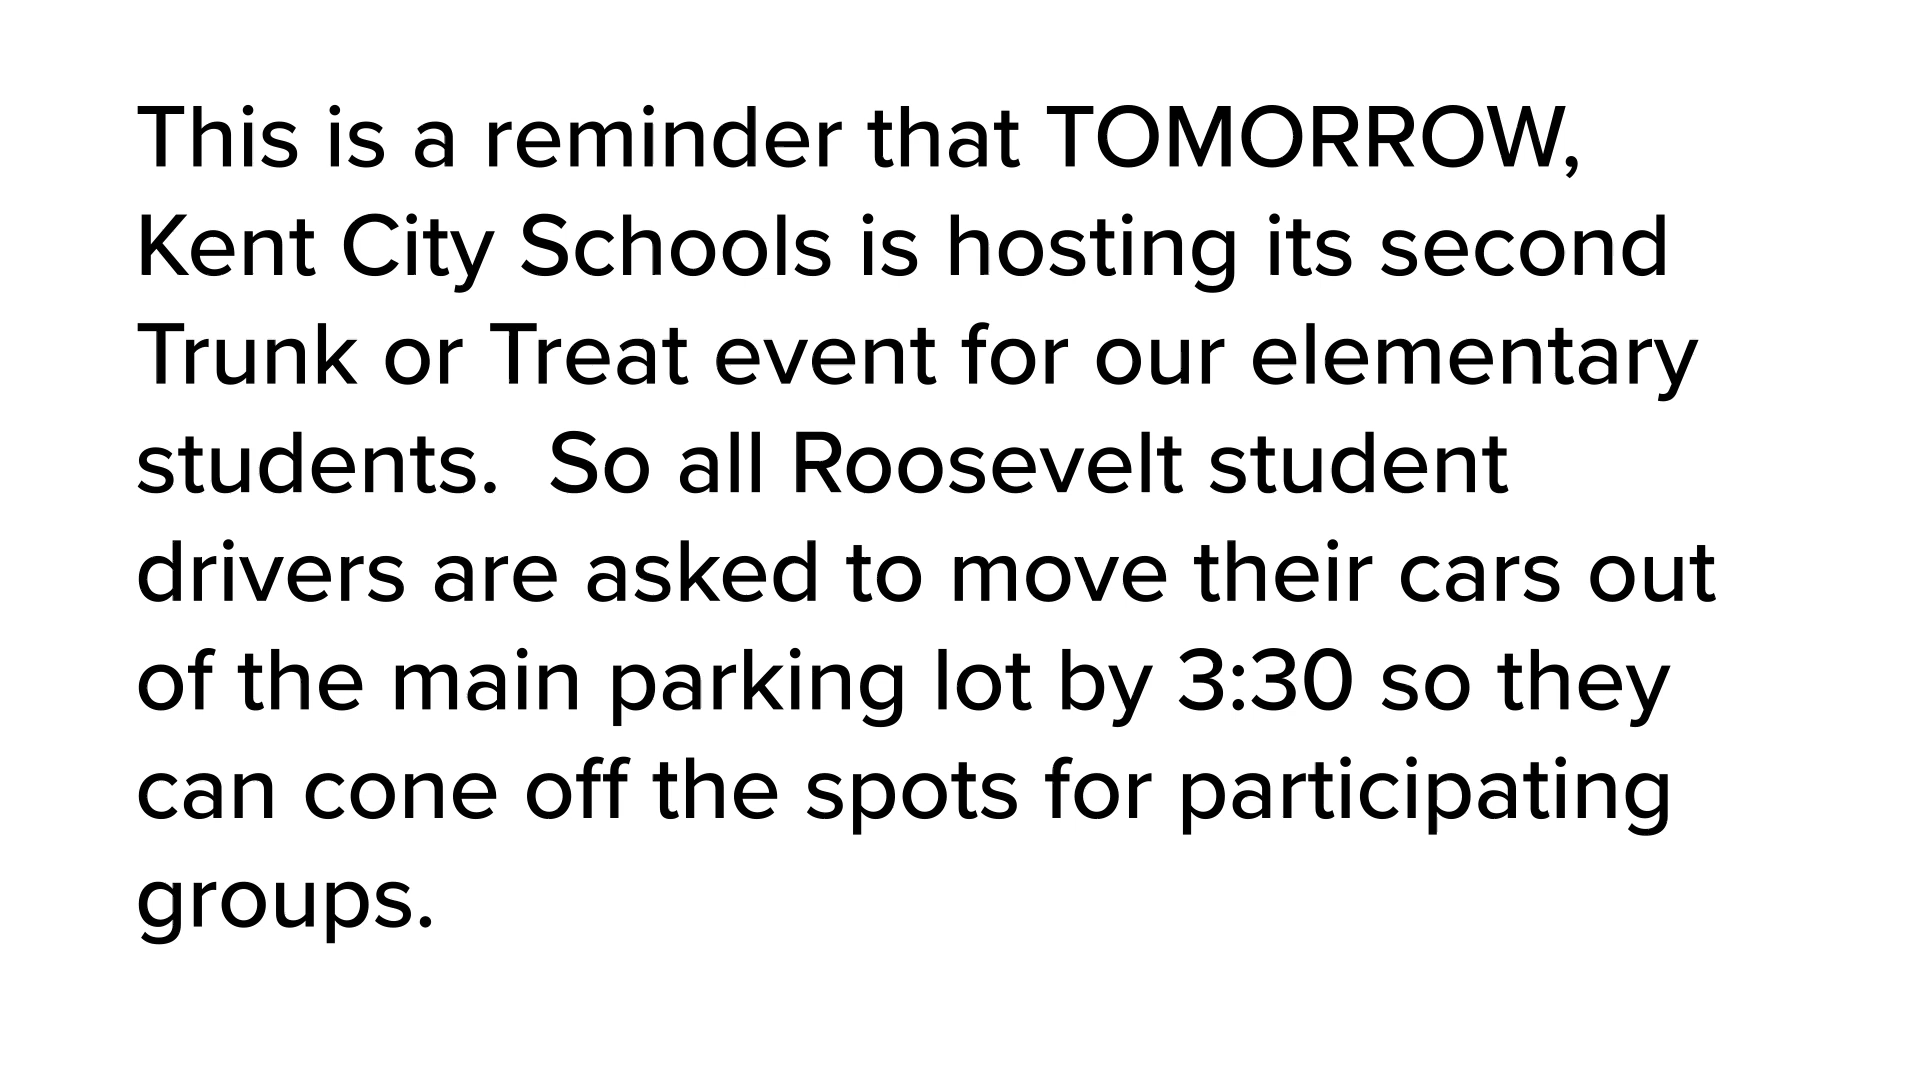 This is a reminder that TOMORROW,
Kent City Schools is hosting its second
Trunk or Treat event for our elementary
students.  So all Roosevelt student
drivers are asked to move their cars out
of the main parking lot by 3:30 so they
can cone off the spots for participating
groups.